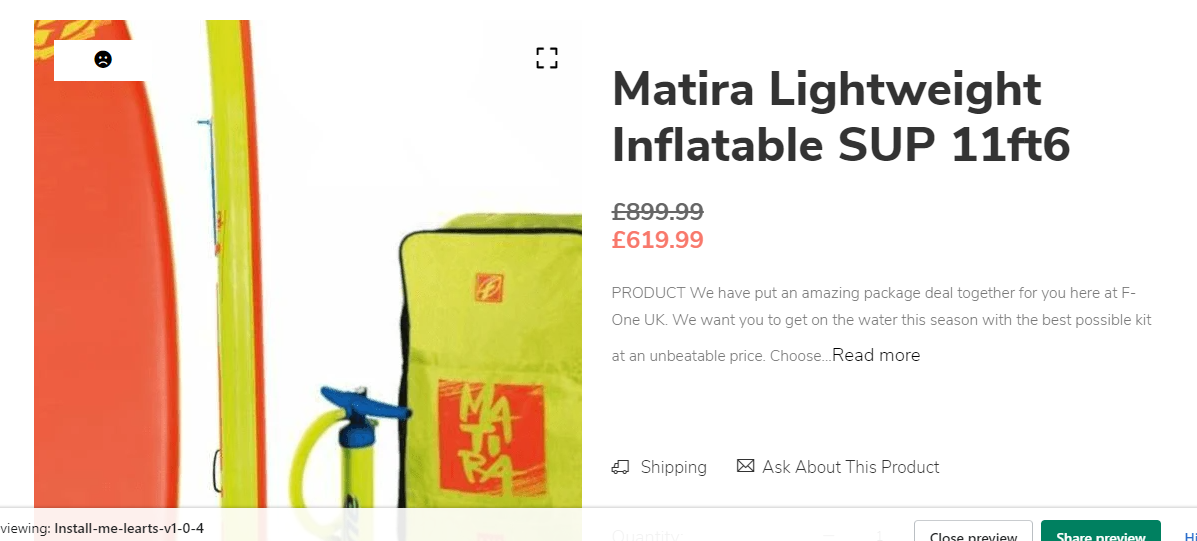 Matira Lightweight
Inflatable SUP 11ft6
£899.99
£619.99
PRODUCT We have put an amazing package deal together for you here at F-
One UK. We want you to get on the water this season with the best possible kit
at an unbeatable price. Choose...Read more
MA
TI
RA
Shipping
Ask About This Product
Quantity:
1
viewing: Install-me-learts-v1-0-4
Close preview
Share preview
Hi